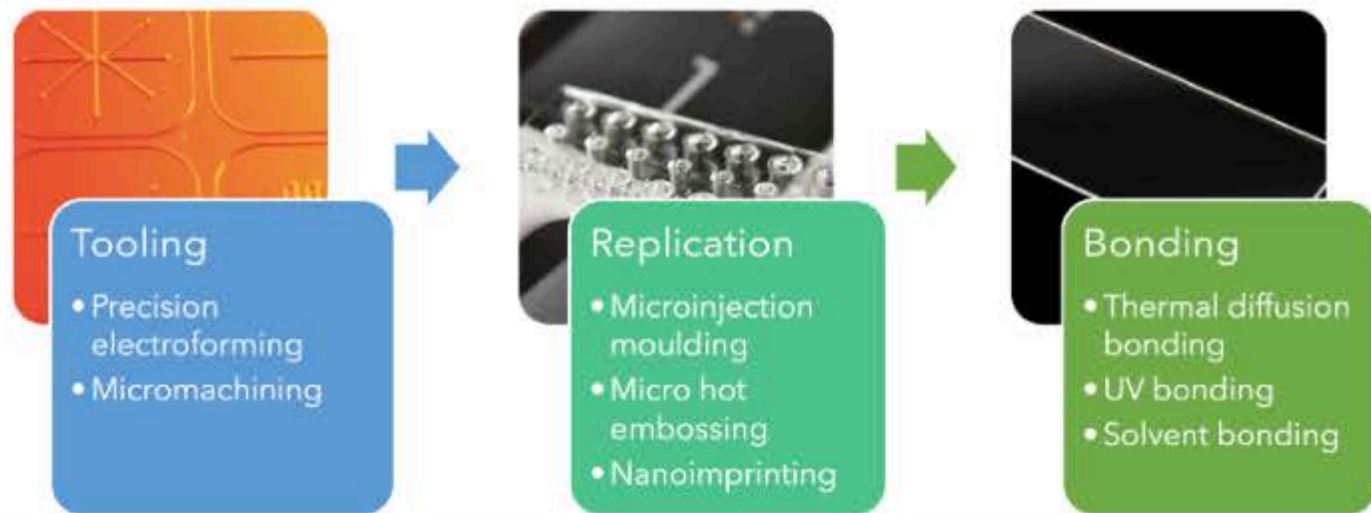 Tooling
• Precision
electroforming
• Micromachining
Replication
• Microinjection
moulding
• Micro hot
embossing
• Nanoimprinting
Bonding
• Thermal diffusion
bonding
• UV bonding
• Solvent bonding